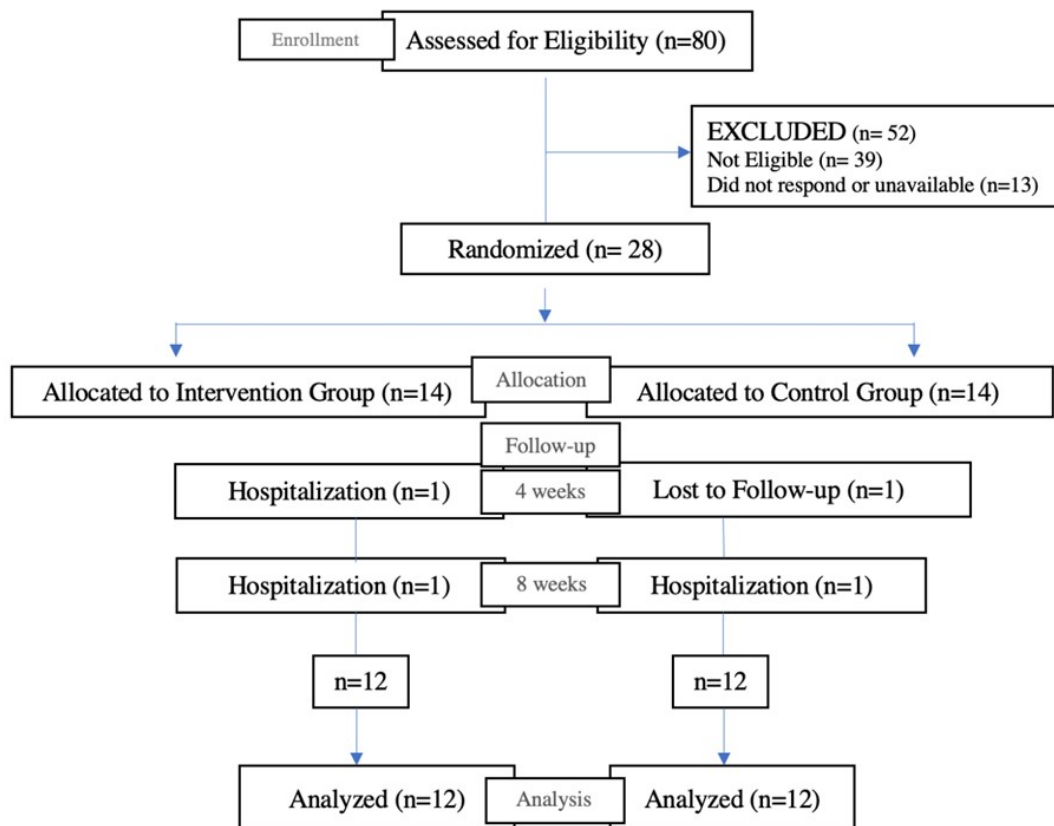 Enrollment
Assessed for Eligibility (n=80)
EXCLUDED (n= 52)
Not Eligible (n= 39)
Did not respond or unavailable (n=13)
Randomized (n= 28)
Allocated to Intervention Group (n=14)
Allocation
Allocated to Control Group (n=14)
Follow-up
Hospitalization (n=1)
4 weeks
Lost to Follow-up (n=1)
Hospitalization (n=1)
8 weeks
Hospitalization (n=1)
n=12
n=12
Analyzed (n=12)
Analysis
Analyzed (n=12)